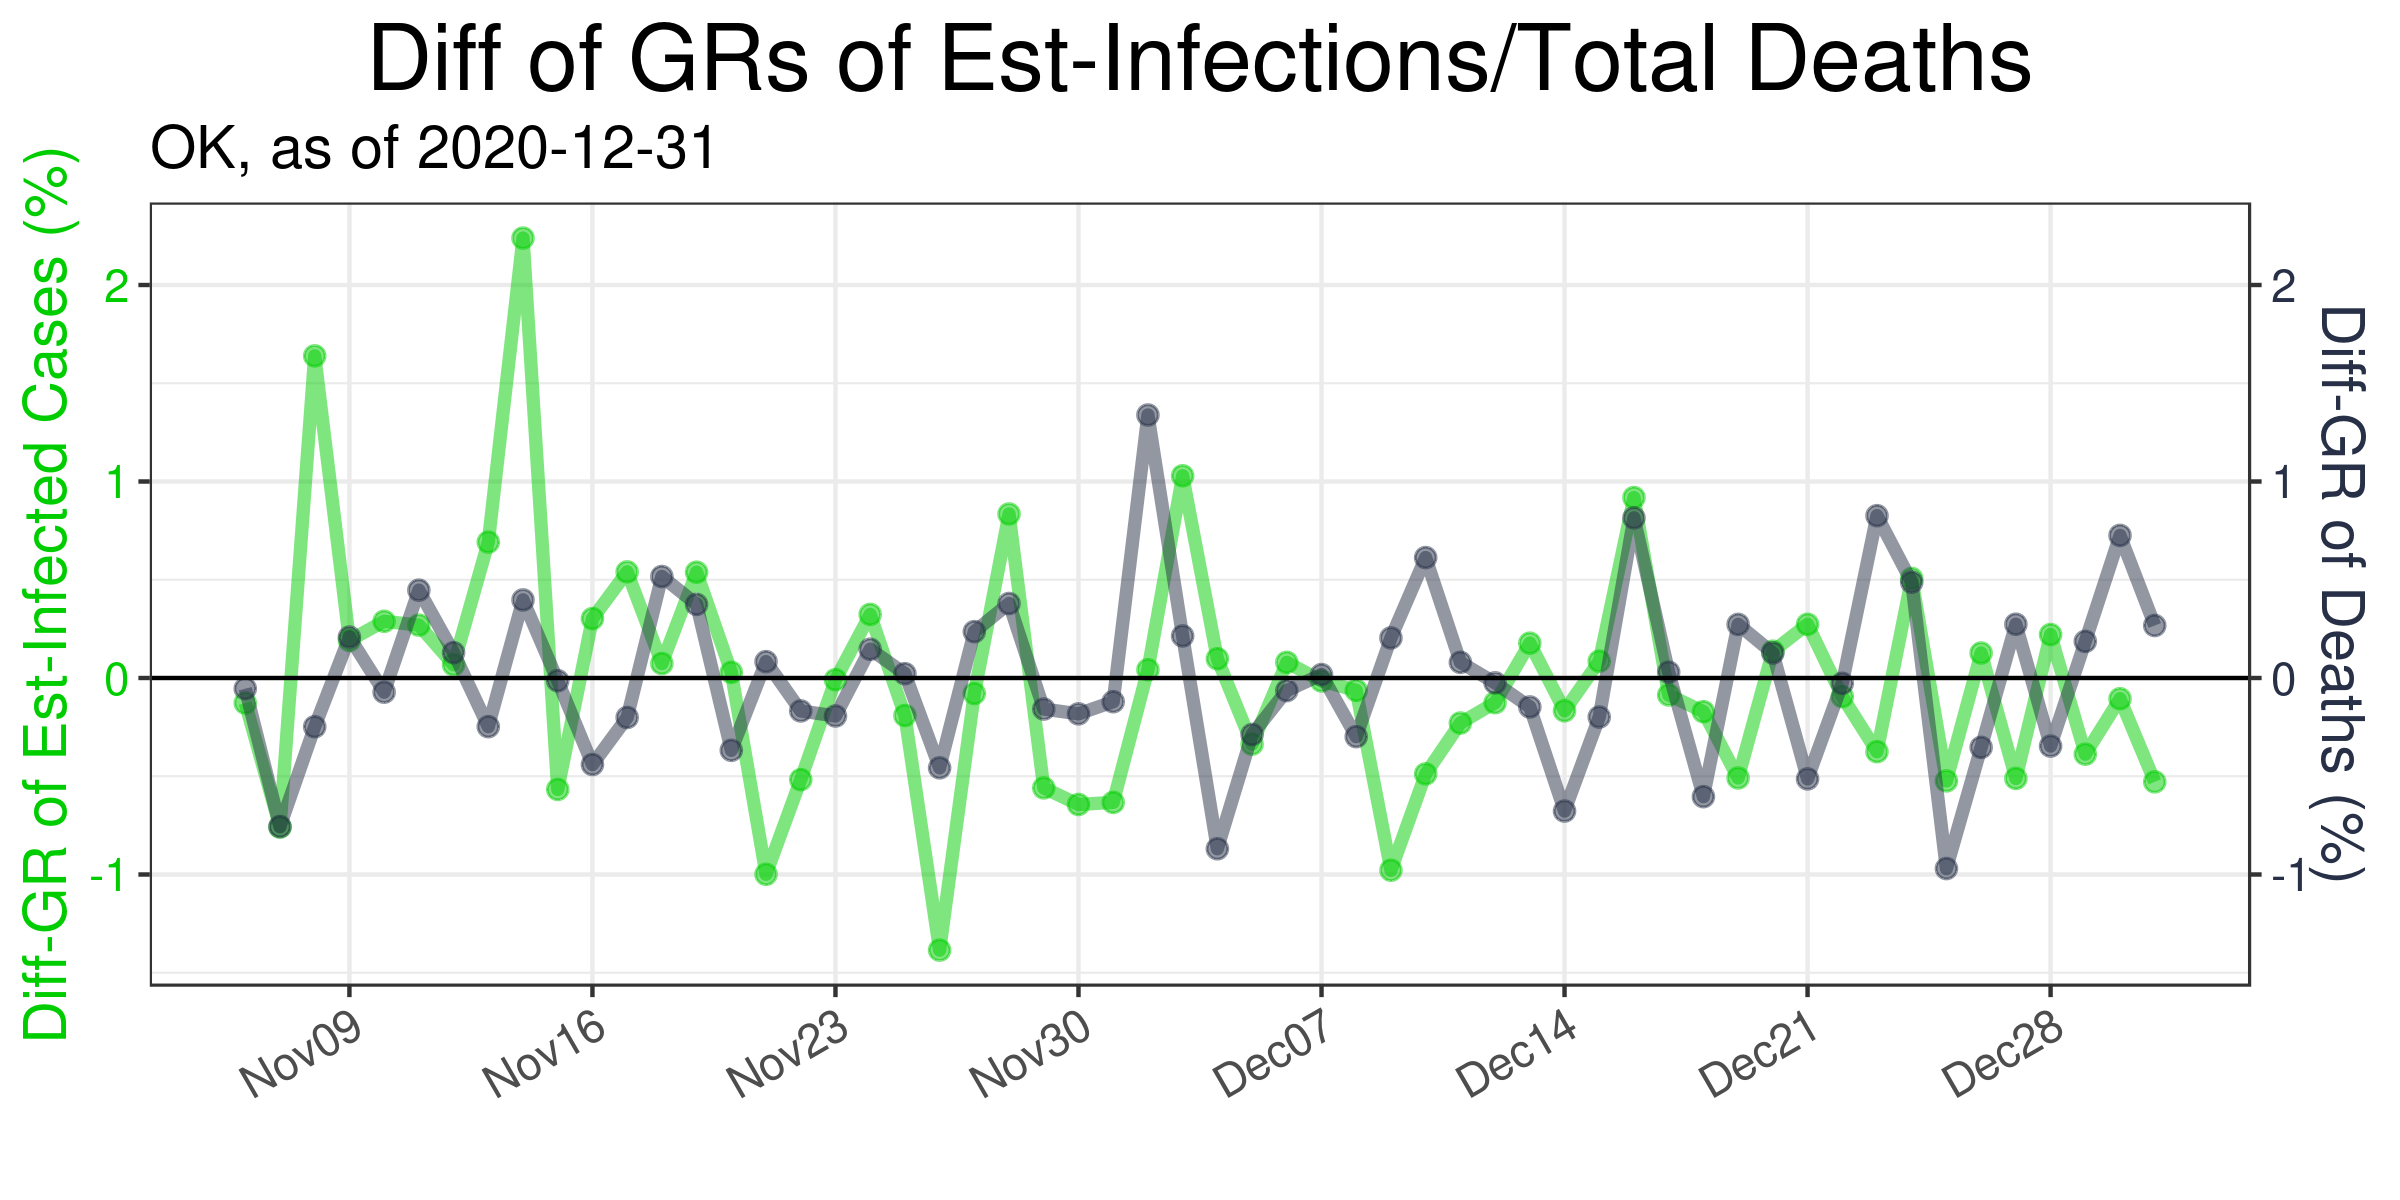 Diff of GRs of Est-Infections/Total Deaths
OK, as of 2020-12-31
Diff-GR of Est-Infected Cases (%)
2
1
0
-1
2
1
0
-1
Diff-GR of Deaths (%)
Nov09
Nov16
Nov23
Nov30
Dec07
Dec14
Dec21
Dec28